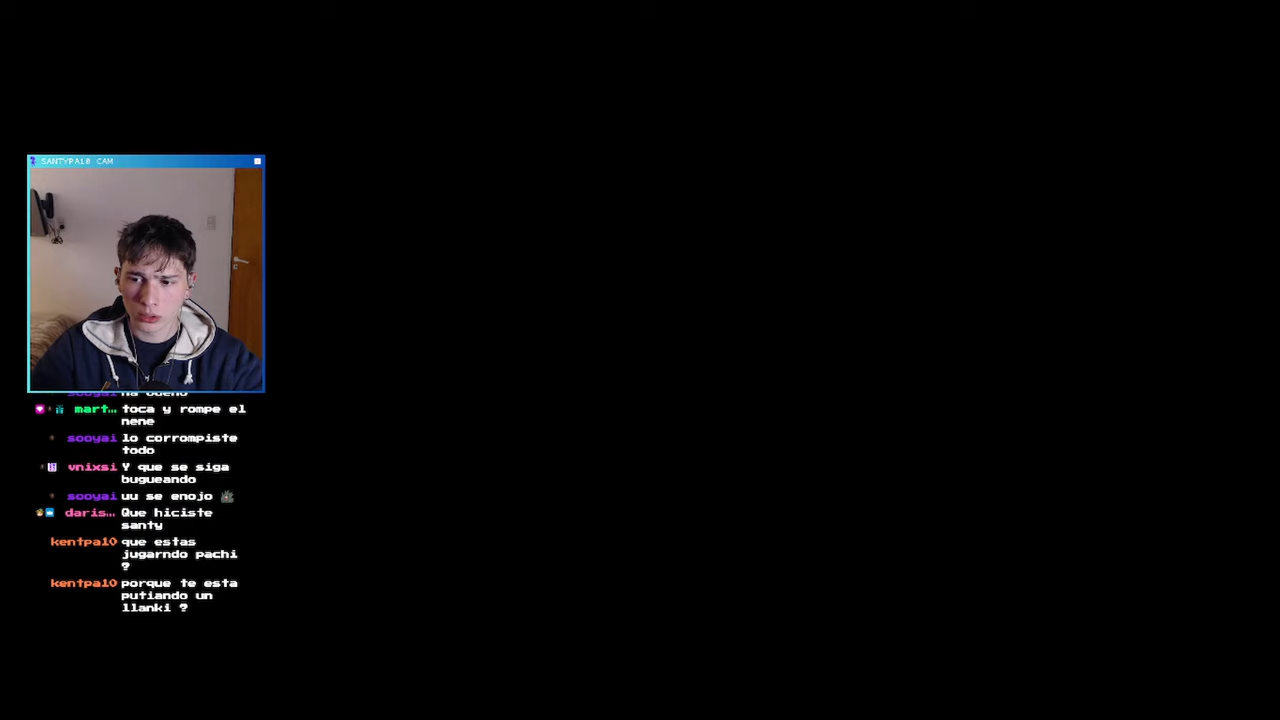 SANTYPA10 CAM
sooyai
mart... toca y rompe el
nene
sooyai lo corrompiste
todo
vnixsi Y que se siga
bugueando
sooyai uu se enojo
daris... Que hiciste
santy
kentpa10 que estas
jugarndo pachi
?
kentpa10 porque te esta
putiando un
llanki ?